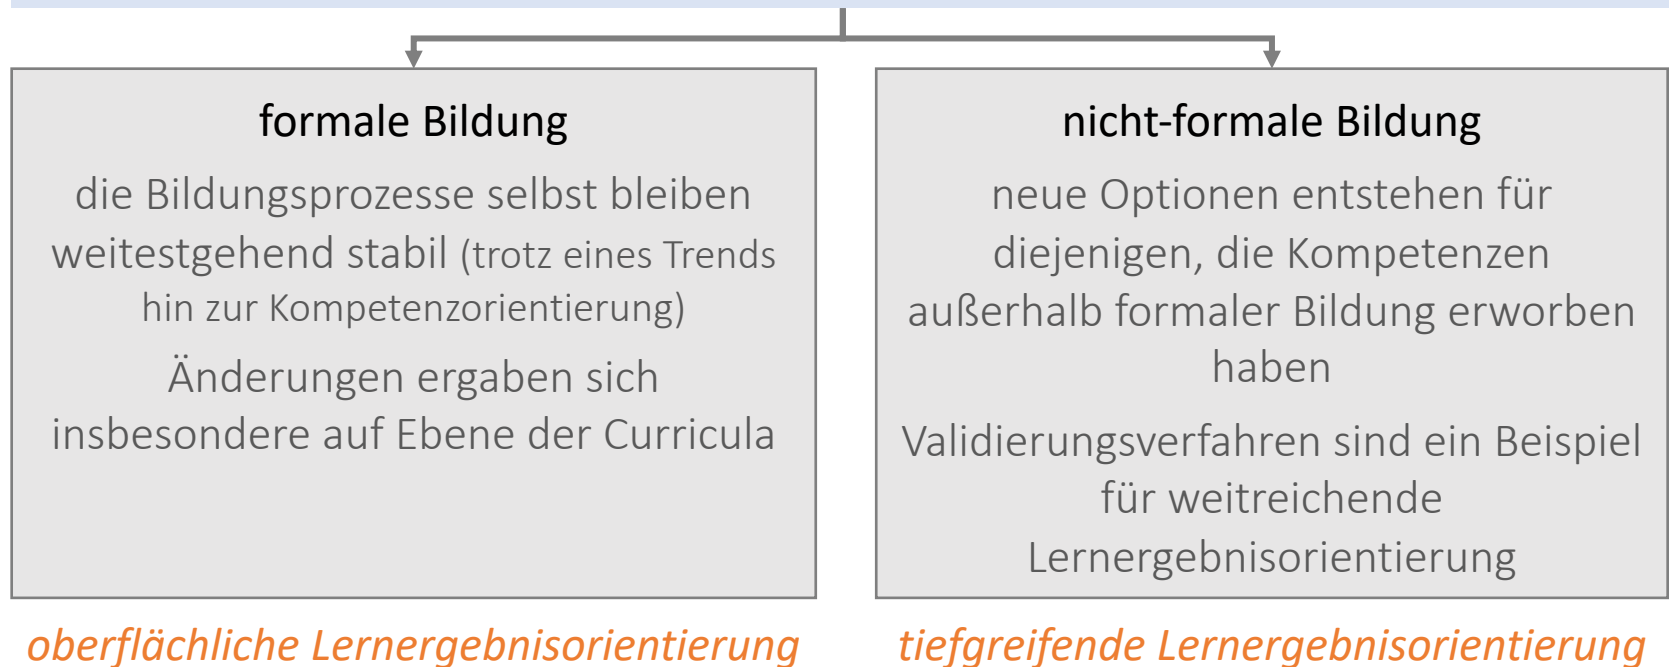 formale Bildung
die Bildungsprozesse selbst bleiben
weitestgehend stabil (trotz eines Trends
hin zur Kompetenzorientierung)
Änderungen ergaben sich
insbesondere auf Ebene der Curricula
oberflächliche Lernergebnisorientierung
nicht-formale Bildung
neue Optionen entstehen für
diejenigen, die Kompetenzen
außerhalb formaler Bildung erworben
haben
Validierungsverfahren sind ein Beispiel
für weitreichende
Lernergebnisorientierung
tiefgreifende Lernergebnisorientierung